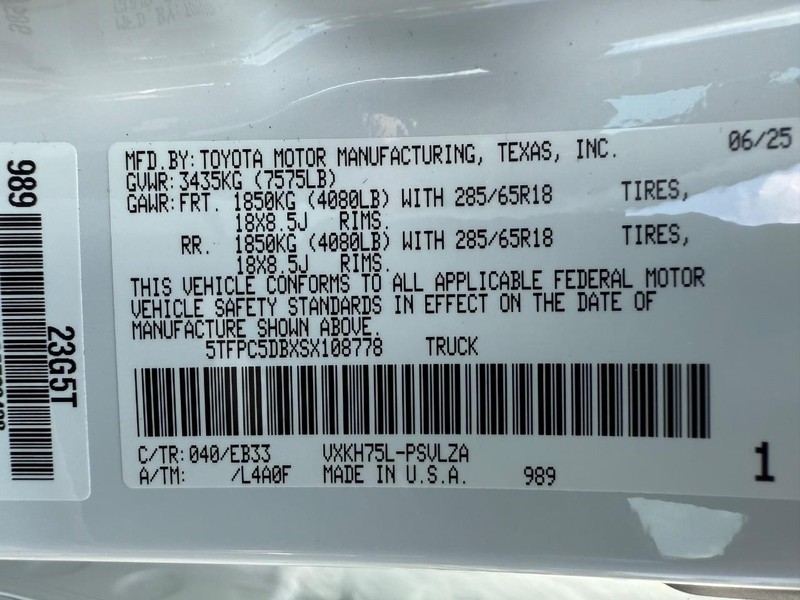 MFD.BY:TOYOTA MOTOR MANUFACTURING, TEXAS, INC. 06/25
GVWR:3435KG (7575LB)
GAWR:FRT. 1850KG (4080LB) WITH 285/65R18 TIRES,
18X8.5J RIMS.
RR. 1850KG (4080LB) WITH 285/65R18 TIRES,
18X8.5J RIMS.
THIS VEHICLE CONFORMS TO ALL APPLICABLE FEDERAL MOTOR
VEHICLE SAFETY STANDARDS IN EFFECT ON THE DATE OF
MANUFACTURE SHOWN ABOVE.
5TFPC5DBXSX108778 TRUCK
C/TR:040/EB33 VXKH75L-PSVLZA
A/TM: /L4A0F MADE IN U.S.A. 989 1
989
23G5T